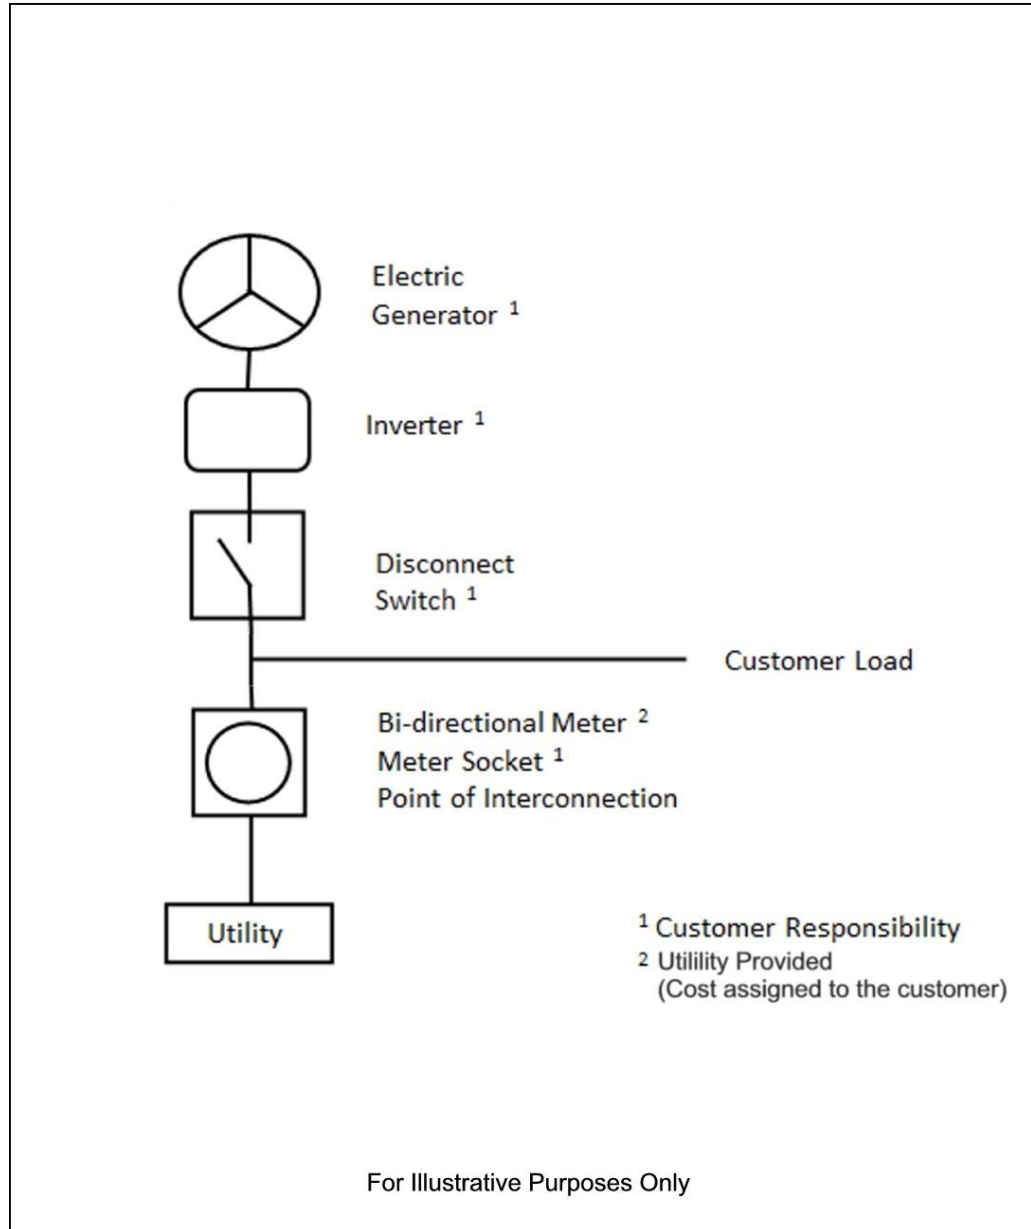 Electric
Generator ¹
Inverter ¹
Disconnect
Switch ¹
Customer Load
Bi-directional Meter ²
Meter Socket ¹
Point of Interconnection
Utility
¹ Customer Responsibility
² Utilility Provided
(Cost assigned to the customer)
For Illustrative Purposes Only